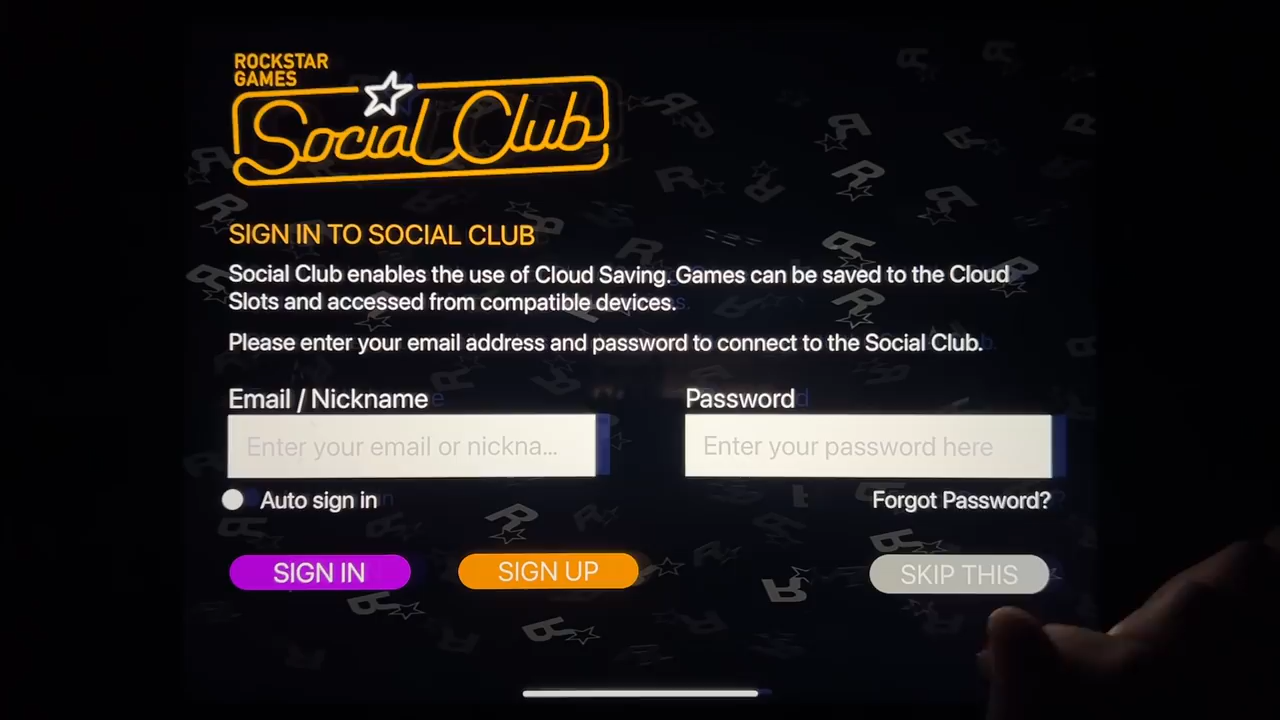 ROCKSTAR
GAMES
Social Club
SIGN IN TO SOCIAL CLUB
Social Club enables the use of Cloud Saving. Games can be saved to the Cloud
Slots and accessed from compatible devices.
Please enter your email address and password to connect to the Social Club.
Email / Nickname
Password
Enter your email or nickna...
Enter your password here
Auto sign in
Forgot Password?
SIGN IN
SIGN UP
SKIP THIS